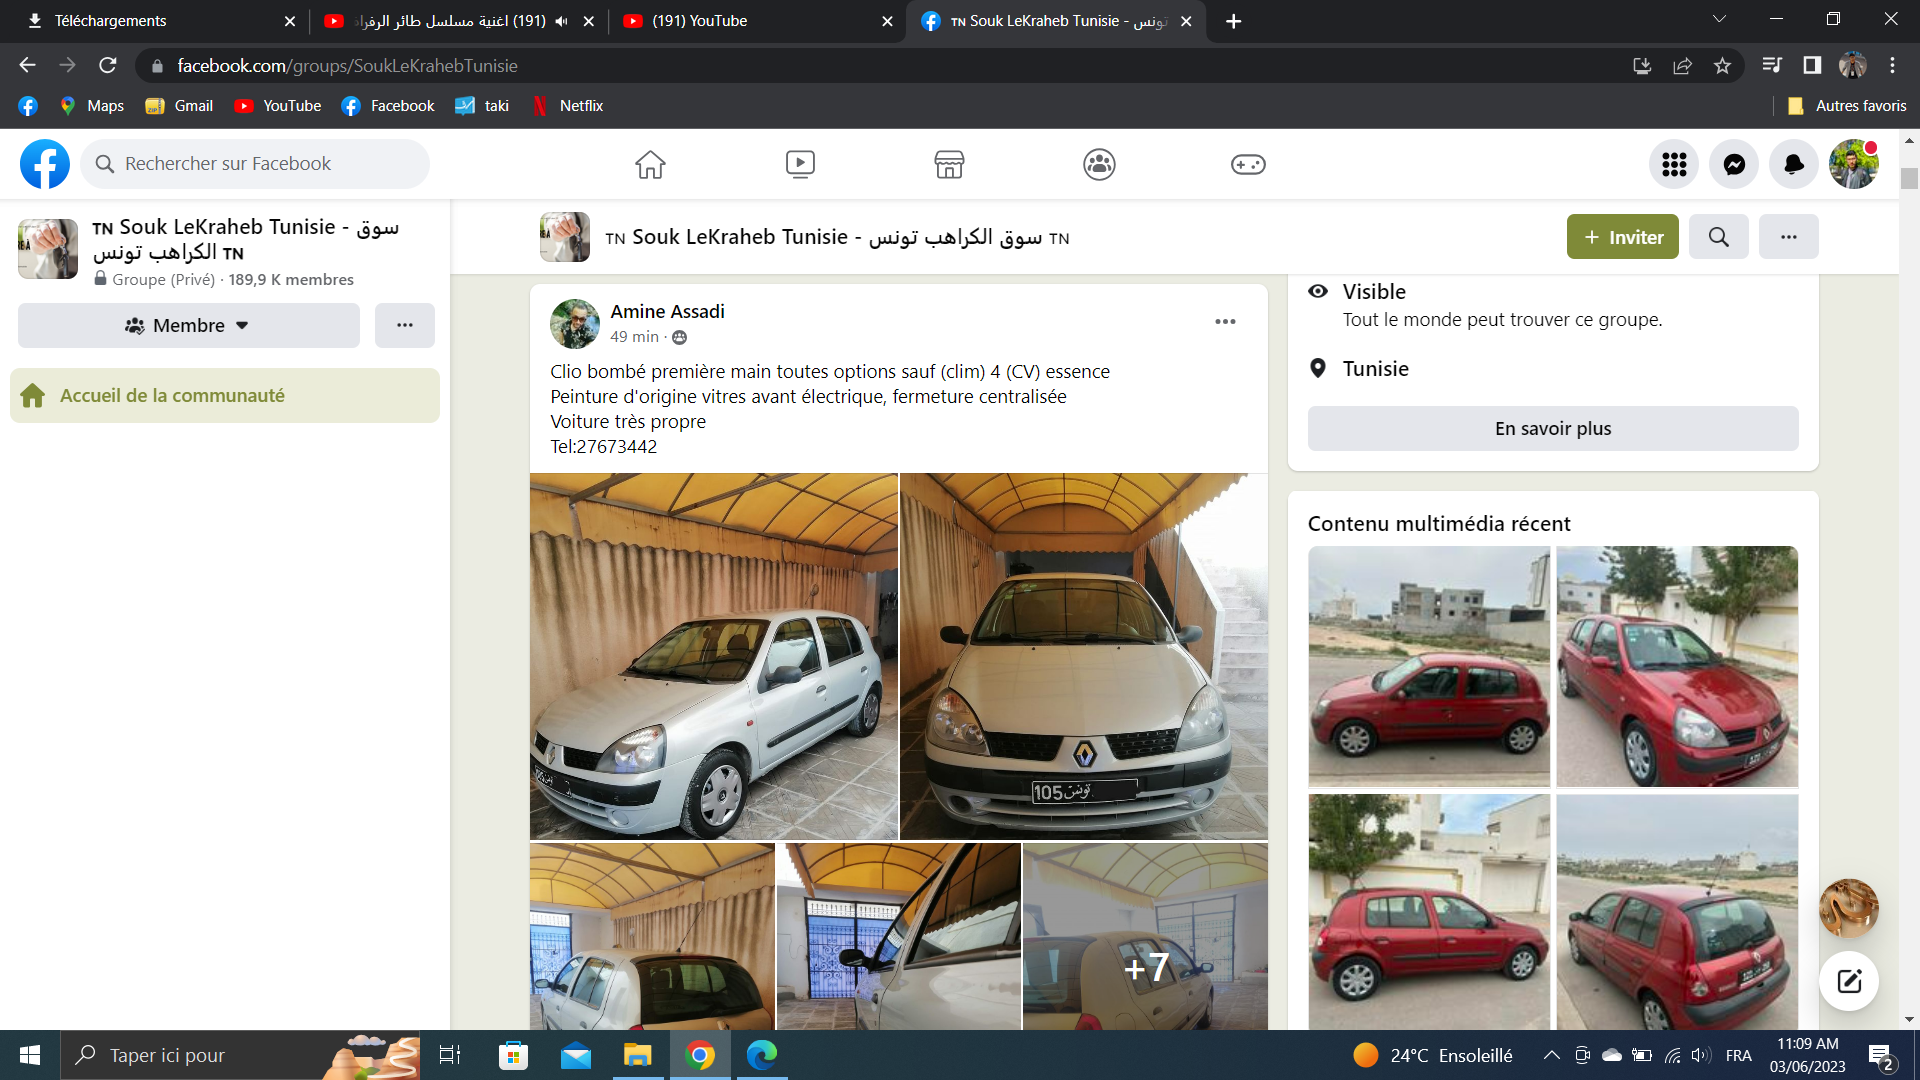 Téléchargements
(191) اغنية مسلسل طائر الرفراف
(191) YouTube
TN Souk LeKraheb Tunisie - تونس
facebook.com/groups/SoukLeKrahebTunisie
Maps
Gmail
YouTube
Facebook
taki
Netflix
Autres favoris
Rechercher sur Facebook
TN Souk LeKraheb Tunisie - سوق
الكراهب تونس TN
Groupe (Privé) · 189,9 K membres
Membre
Accueil de la communauté
TN Souk LeKraheb Tunisie - سوق الكراهب تونس TN
+ Inviter
Amine Assadi
49 min ·
Clio bombé première main toutes options sauf (clim) 4 (CV) essence
Peinture d'origine vitres avant électrique, fermeture centralisée
Voiture très propre
Tel:27673442
105 تونس
+7
Visible
Tout le monde peut trouver ce groupe.
Tunisie
En savoir plus
Contenu multimédia récent
Taper ici pour
24°C Ensoleillé
FRA
11:09 AM
03/06/2023
2